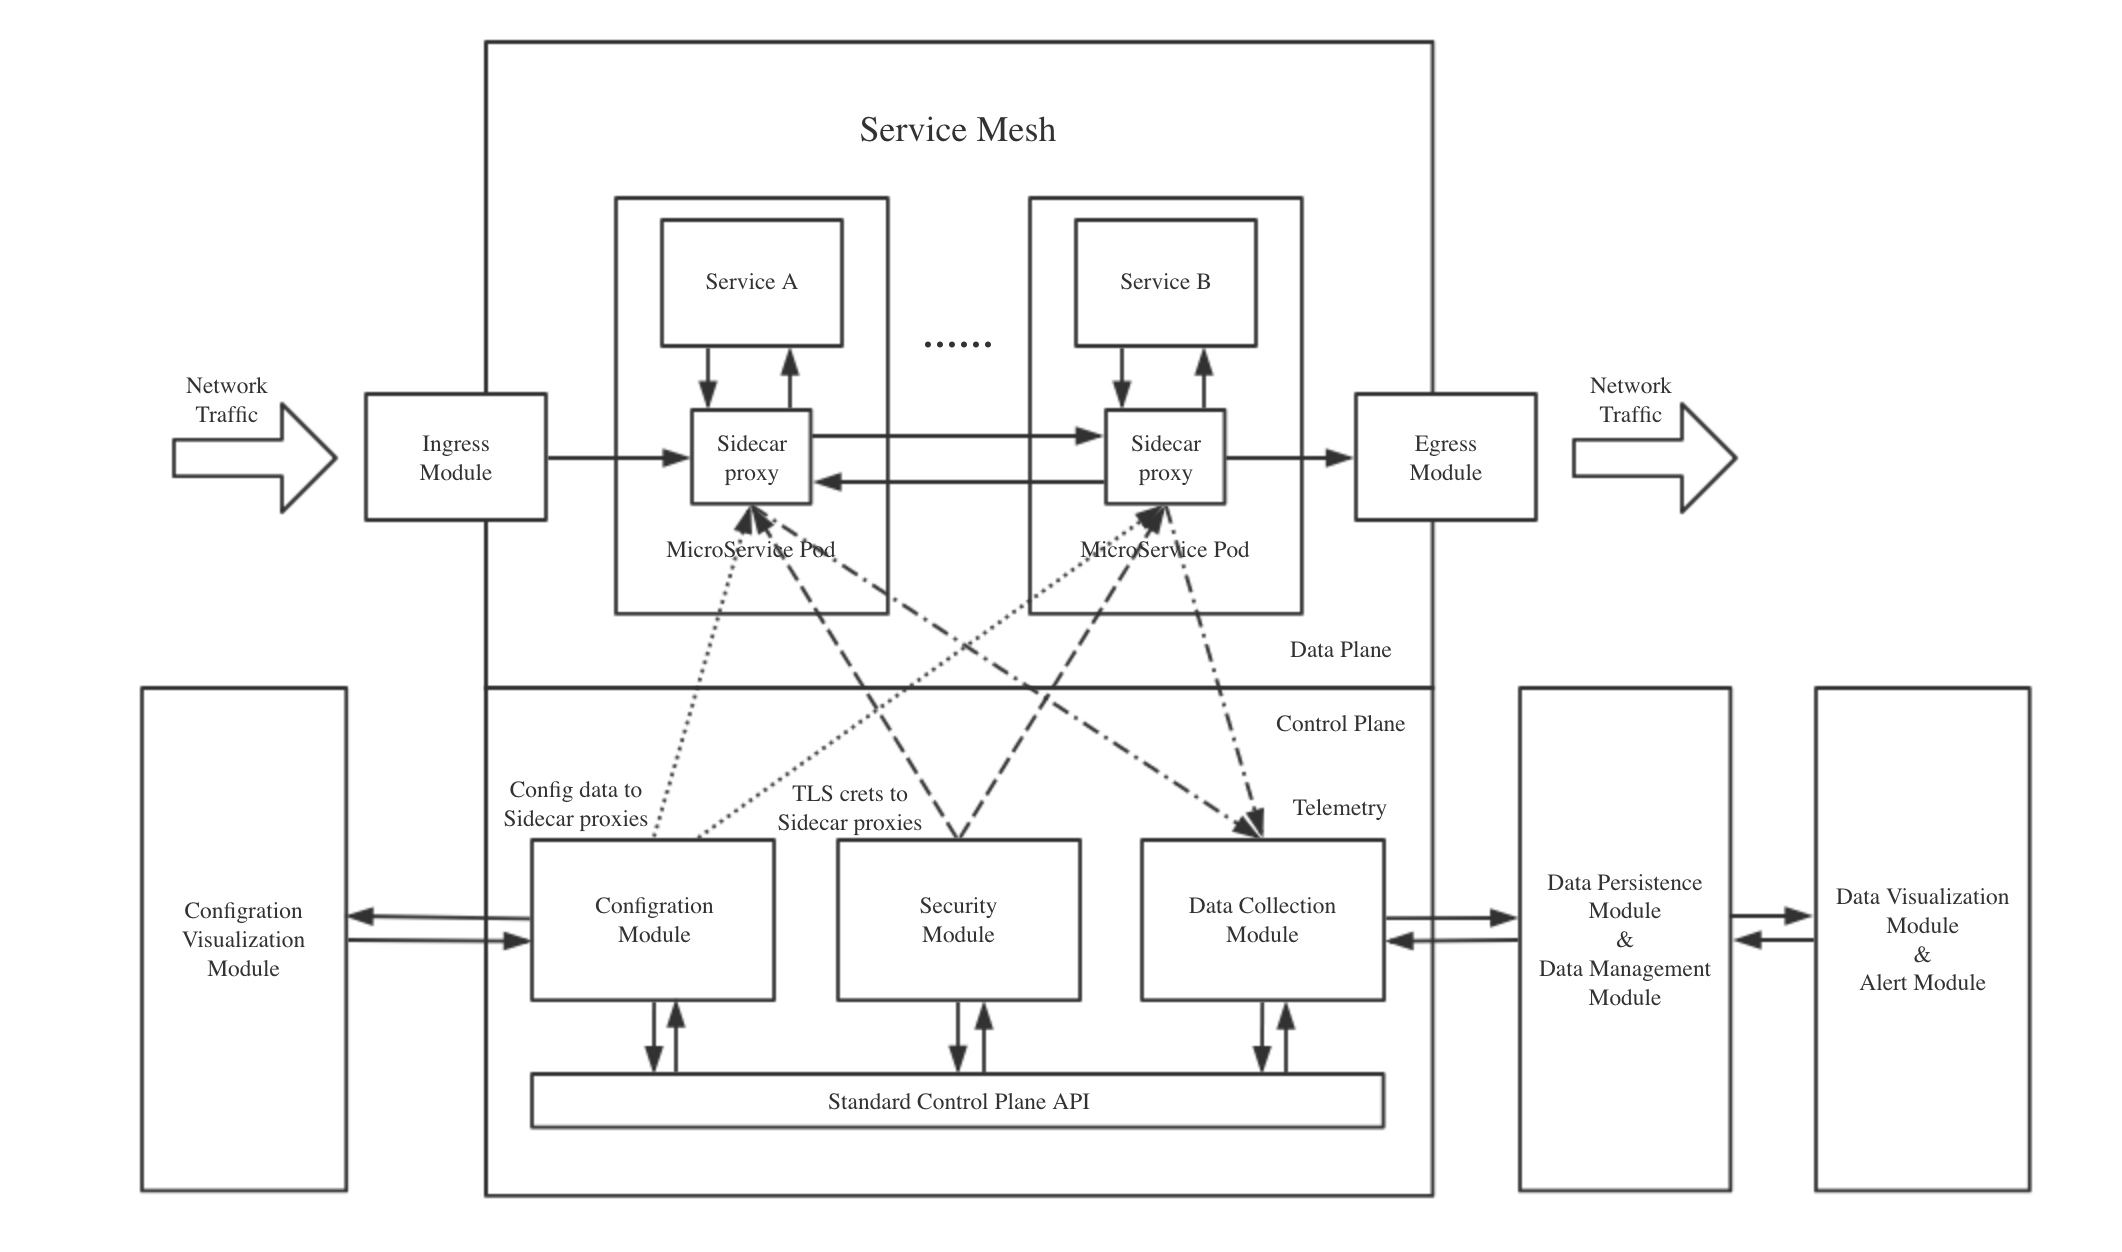 Service Mesh
Service A
Service B
......
Network
Traffic
Ingress
Module
Sidecar
proxy
Sidecar
proxy
Egress
Module
Network
Traffic
MicroService Pod
MicroService Pod
Data Plane
Control Plane
Config data to
Sidecar proxies
TLS crets to
Sidecar proxies
Telemetry
Configration
Visualization
Module
Configration
Module
Security
Module
Data Collection
Module
Data Persistence
Module
&
Data Management
Module
Data Visualization
Module
&
Alert Module
Standard Control Plane API